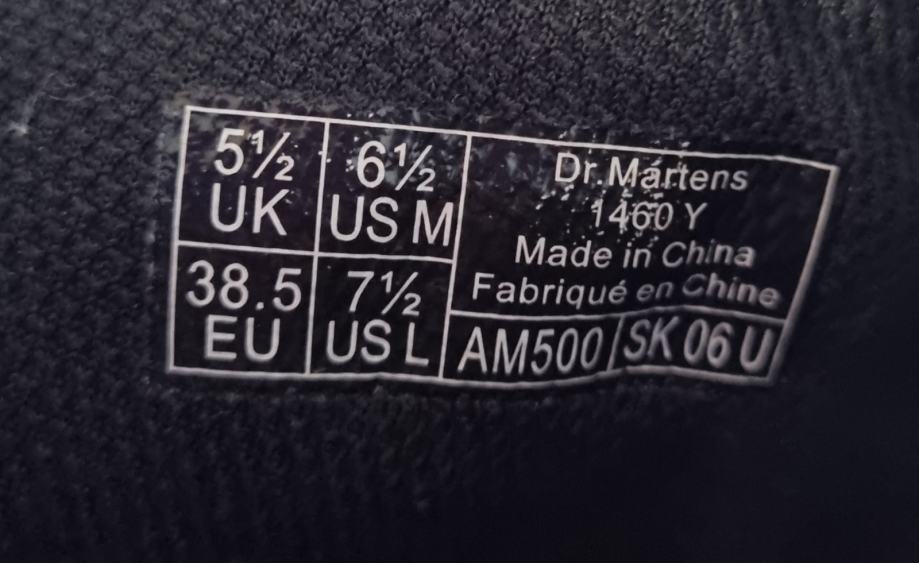 5½
UK
6½
US M
38.5
EU
7½
US L
Dr.Martens
1460 Y
Made in China
Fabriqué en Chine
AM500
SK 06 U